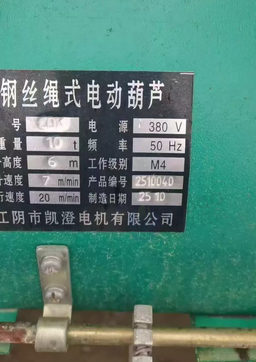 钢丝绳式电动葫芦
号 电源 380 V
重量 10 t 频率 50 Hz
高度 6 m 工作级别 M4
速度 7 m/min 产品编号 2510040
行速度 20 m/min 制造日期 25 10
江阴市凯澄电机有限公司